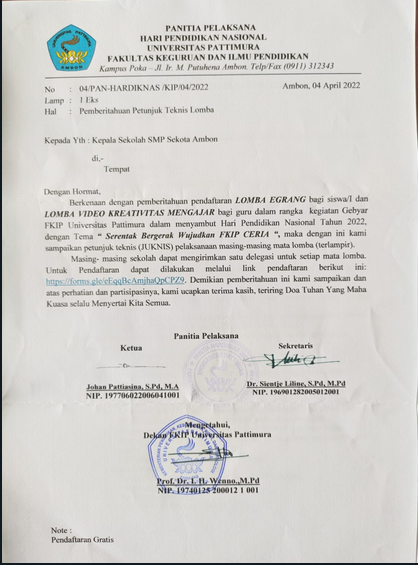 PANITIA PELAKSANA
HARI PENDIDIKAN NASIONAL
UNIVERSITAS PATTIMURA
FAKULTAS KEGURUAN DAN ILMU PENDIDIKAN
Kampus Poka – Jl. Ir. M. Putuhena Ambon. Telp/Fax (0911) 312343
No : 04/PAN-HARDIKNAS /KIP/04/2022 Ambon, 04 April 2022
Lamp : 1 Eks
Hal : Pemberitahuan Petunjuk Teknis Lomba
Kepada Yth : Kepala Sekolah SMP Sekota Ambon
di,-
Tempat
Dengan Hormat,
Berkenaan dengan pemberitahuan pendaftaran LOMBA EGRANG bagi siswa/I dan
LOMBA VIDEO KREATIVITAS MENGAJAR bagi guru dalam rangka kegiatan Gebyar
FKIP Universitas Pattimura dalam menyambut Hari Pendidikan Nasional Tahun 2022,
dengan Tema “ Serentak Bergerak Wujudkan FKIP CERIA “, maka dengan ini kami
sampaikan petunjuk teknis (JUKNIS) pelaksanaan masing-masing mata lomba (terlampir).
Masing- masing sekolah dapat mengirimkan satu delegasi untuk setiap mata lomba.
Untuk Pendaftaran dapat dilakukan melalui link pendaftaran berikut ini:
https://forms.gle/eEqqBcAmjhaQpCPZ9. Demikian pemberitahuan ini kami sampaikan dan
atas perhatian dan partisipasinya, kami ucapkan terima kasih, teriring Doa Tuhan Yang Maha
Kuasa selalu Menyertai Kita Semua.
Panitia Pelaksana
Ketua Sekretaris
Johan Pattiasina, S.Pd, M.A Dr. Sientje Liline, S.Pd, M.Pd
NIP. 197706022006041001 NIP. 196901282005012001
Mengetahui,
Dekan FKIP Universitas Pattimura
Prof. Dr. I. H. Wenno.,M.Pd
NIP. 19740125 200012 1 001
Note :
Pendaftaran Gratis